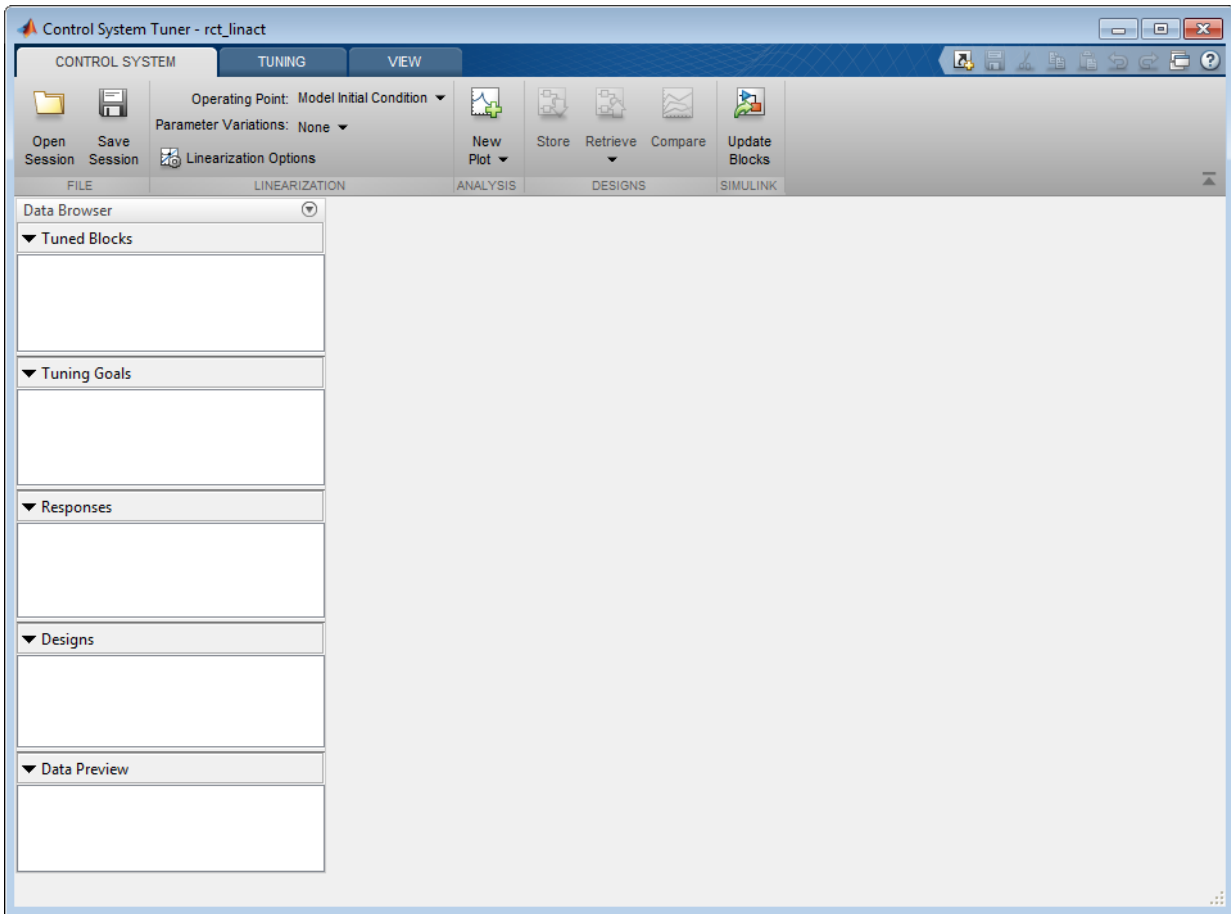 Control System Tuner - rct_linact
CONTROL SYSTEM TUNING VIEW
Operating Point: Model Initial Condition
Parameter Variations: None
Linearization Options
Open Session
Save Session
New Plot
Store
Retrieve
Compare
Update Blocks
FILE LINEARIZATION ANALYSIS DESIGNS SIMULINK
Data Browser
Tuned Blocks
Tuning Goals
Responses
Designs
Data Preview